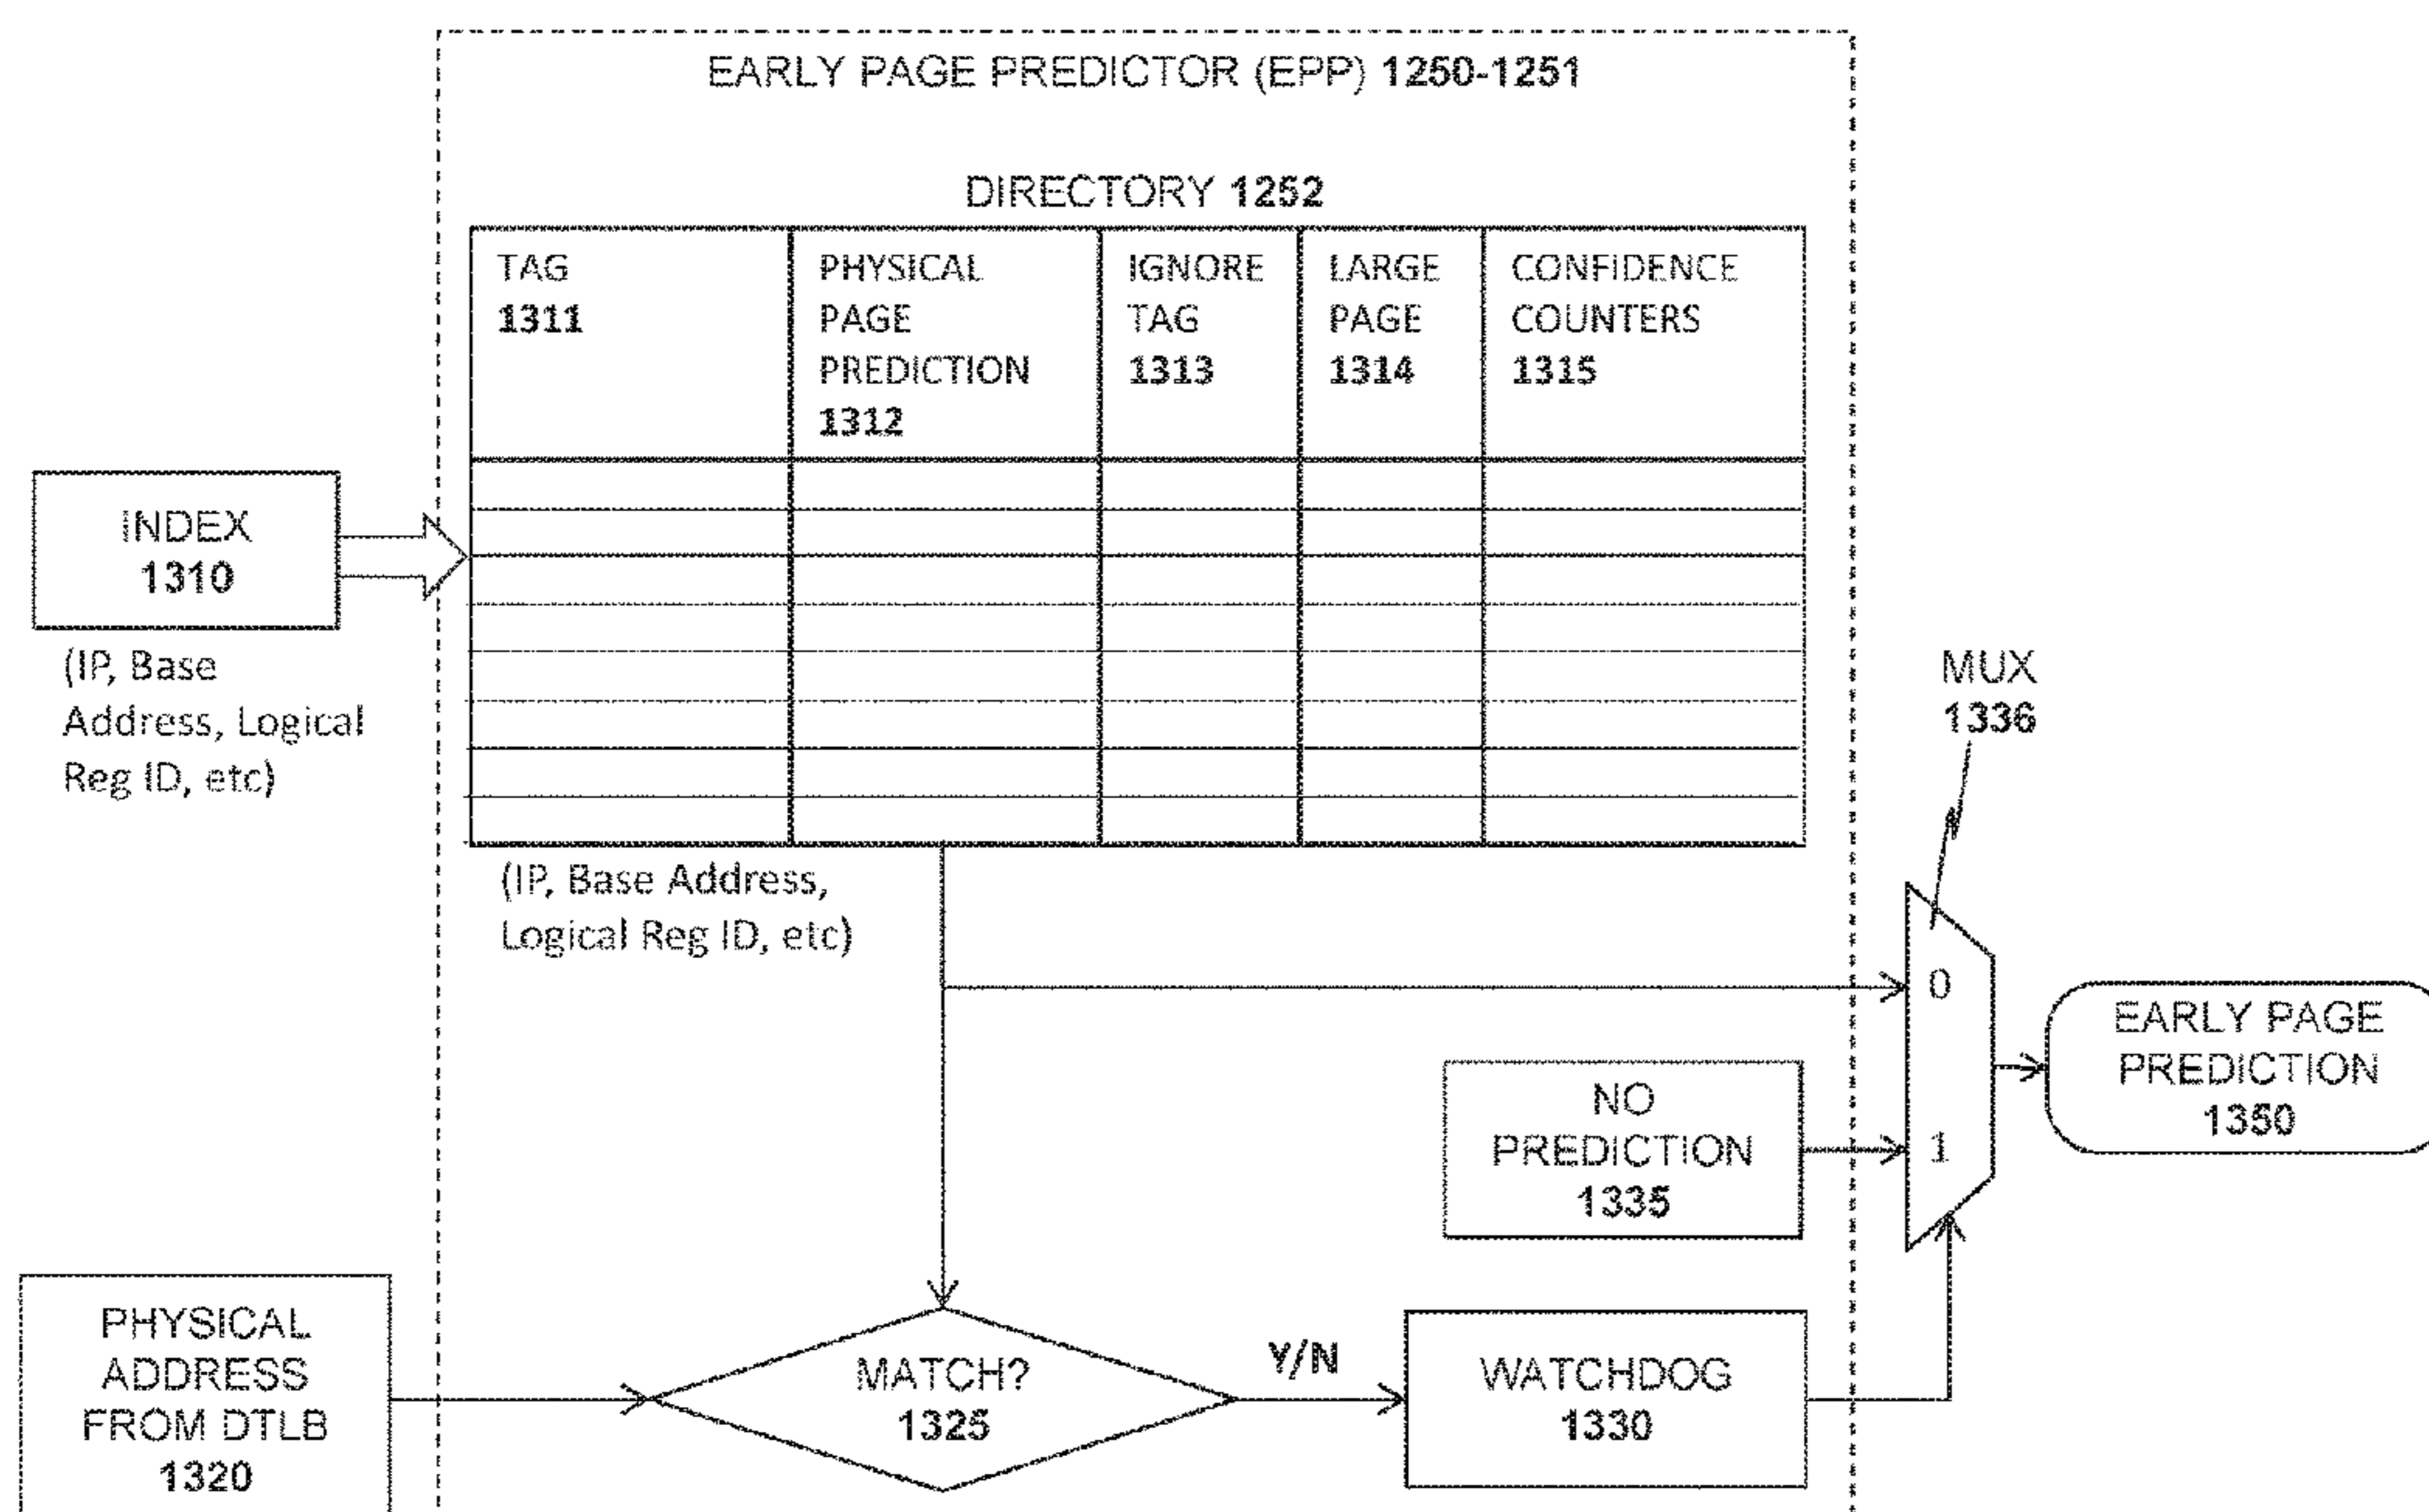 EARLY PAGE PREDICTOR (EPP) 1250-1251
DIRECTORY 1252
TAG
1311
PHYSICAL
PAGE
PREDICTION
1312
IGNORE
TAG
1313
LARGE
PAGE
1314
CONFIDENCE
COUNTERS
1315
INDEX
1310
(IP, Base
Address, Logical
Reg ID, etc)
(IP, Base Address,
Logical Reg ID, etc)
MUX
1336
0
1
NO
PREDICTION
1335
EARLY PAGE
PREDICTION
1350
PHYSICAL
ADDRESS
FROM DTLB
1320
MATCH?
1325
Y/N
WATCHDOG
1330